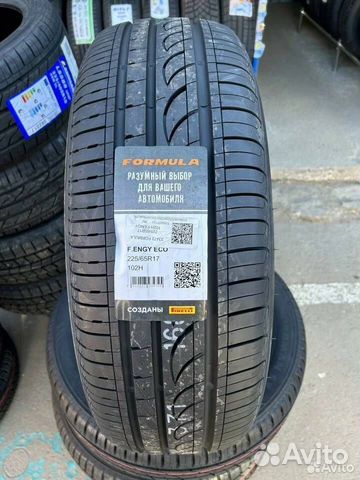 FORMULA
РАЗУМНЫЙ ВЫБОР
ДЛЯ ВАШЕГО
АВТОМОБИЛЯ
F.ENGY ECO
225/65R17
102H
СОЗДАНЫ
PIRELLI
Avito